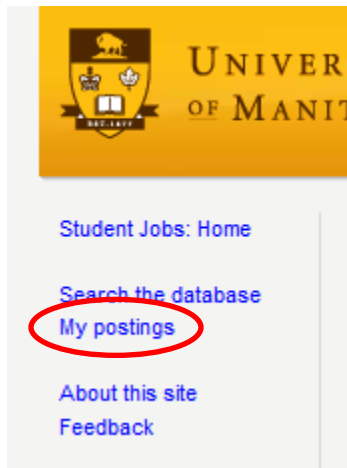 UNIVER
OF MANIT
EST. 1877
Student Jobs: Home
Search the database
My postings
About this site
Feedback